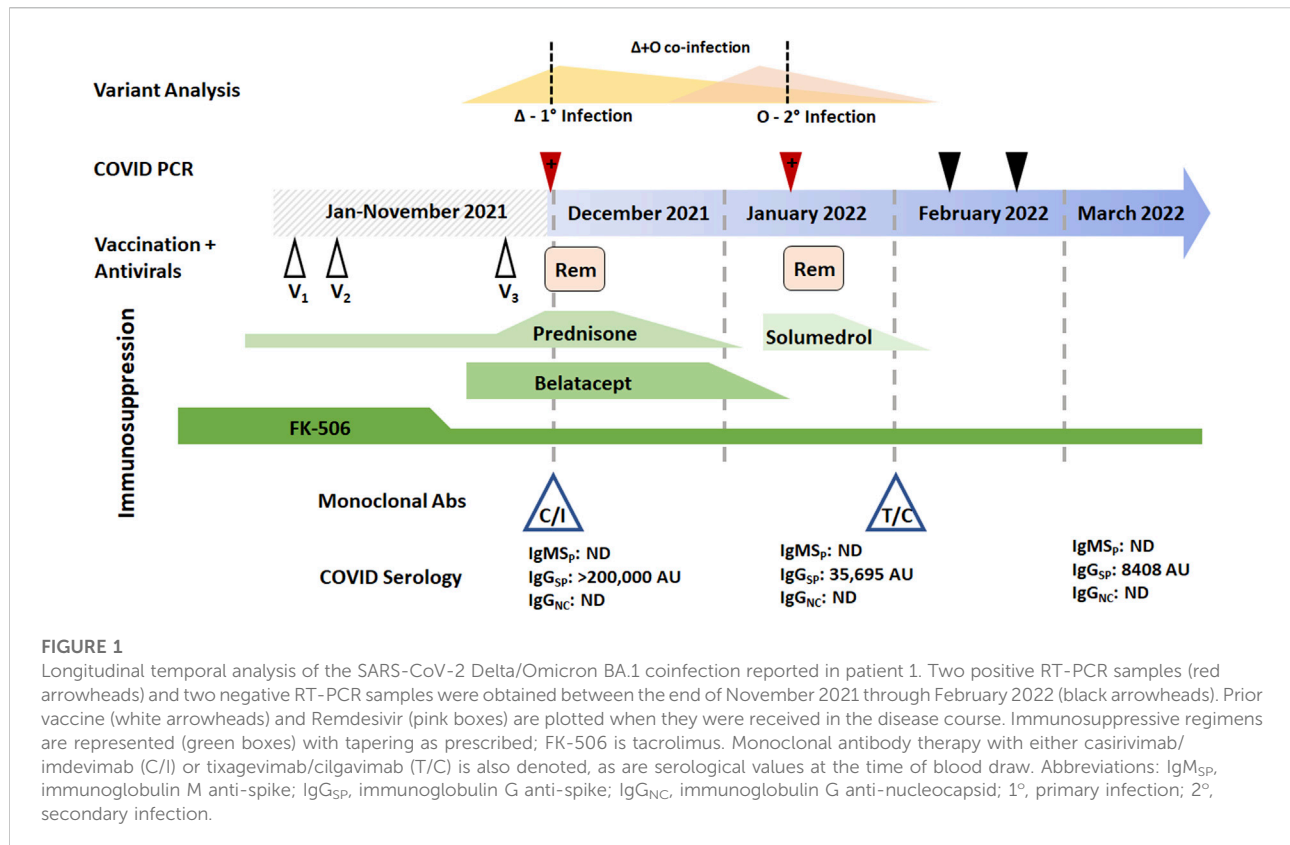 Δ+O co-infection
Variant Analysis
Δ - 1° Infection
O - 2° Infection
COVID PCR
+
+
Jan-November 2021
December 2021
January 2022
February 2022
March 2022
Vaccination +
Antivirals
V1
V2
V3
Rem
Rem
Immunosuppression
Prednisone
Solumedrol
Belatacept
FK-506
Monoclonal Abs
C/I
T/C
COVID Serology
IgMSP: ND
IgGSP: >200,000 AU
IgGNC: ND
IgMSP: ND
IgGSP: 35,695 AU
IgGNC: ND
IgMSP: ND
IgGSP: 8408 AU
IgGNC: ND
FIGURE 1
Longitudinal temporal analysis of the SARS-CoV-2 Delta/Omicron BA.1 coinfection reported in patient 1. Two positive RT-PCR samples (red
arrowheads) and two negative RT-PCR samples were obtained between the end of November 2021 through February 2022 (black arrowheads). Prior
vaccine (white arrowheads) and Remdesivir (pink boxes) are plotted when they were received in the disease course. Immunosuppressive regimens
are represented (green boxes) with tapering as prescribed; FK-506 is tacrolimus. Monoclonal antibody therapy with either casirivimab/
imdevimab (C/I) or tixagevimab/cilgavimab (T/C) is also denoted, as are serological values at the time of blood draw. Abbreviations: IgMSP,
immunoglobulin M anti-spike; IgGSP, immunoglobulin G anti-spike; IgGNC, immunoglobulin G anti-nucleocapsid; 1°, primary infection; 2°,
secondary infection.